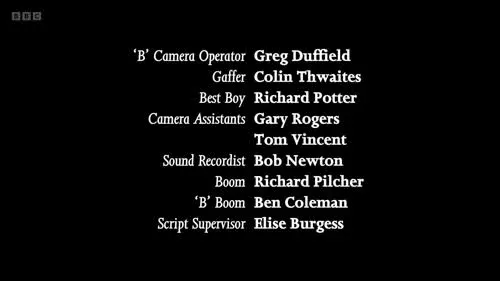 BBC
‘B’ Camera Operator Greg Duffield
Gaffer Colin Thwaites
Best Boy Richard Potter
Camera Assistants Gary Rogers
Tom Vincent
Sound Recordist Bob Newton
Boom Richard Pilcher
‘B’ Boom Ben Coleman
Script Supervisor Elise Burgess